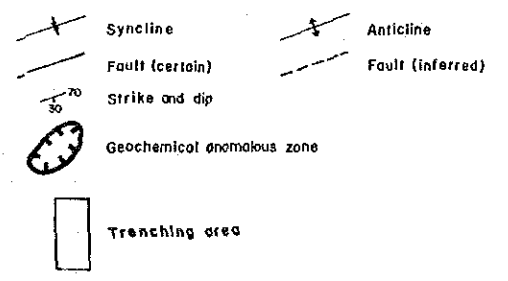 Syncline Anticline
Fault (certain) Fault (inferred)
70
30
Strike and dip
Geochemical anomalous zone
Trenching area